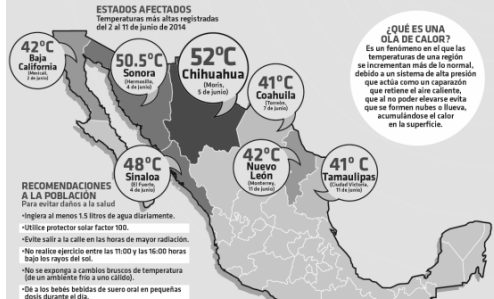 ESTADOS AFECTADOS
Temperaturas más altas registradas
del 2 al 11 de junio de 2014
42°C
Baja
California
(Mexicali,
2 de junio)
50.5°C
Sonora
(Hermosillo,
4 de junio)
52°C
Chihuahua
(Moris,
5 de junio)
41°C
Coahuila
(Torreón,
7 de junio)
48°C
Sinaloa
(El Fuerte,
4 de junio)
42°C
Nuevo
León
(Monterrey,
11 de junio)
41° C
Tamaulipas
(Ciudad Victoria,
11 de junio)
¿QUÉ ES UNA
OLA DE CALOR?
Es un fenómeno en el que las
temperaturas de una región
se incrementan más de lo normal,
debido a un sistema de alta presión
que actúa como un caparazón
que retiene el aire caliente,
que al no poder elevarse evita
que se formen nubes o llueva,
acumulándose el calor
en la superficie.
RECOMENDACIONES
A LA POBLACIÓN
Para evitar daños a la salud
•Ingiera al menos 1.5 litros de agua diariamente.
•Utilice protector solar factor 100.
•Evite salir a la calle en las horas de mayor radiación.
•No realice ejercicio entre las 11:00 y las 16:00 horas
bajo los rayos del sol.
•No se exponga a cambios bruscos de temperatura
(de un ambiente frío a uno cálido).
•Dé a los bebés bebidas de suero oral en pequeñas
dosis durante el día.